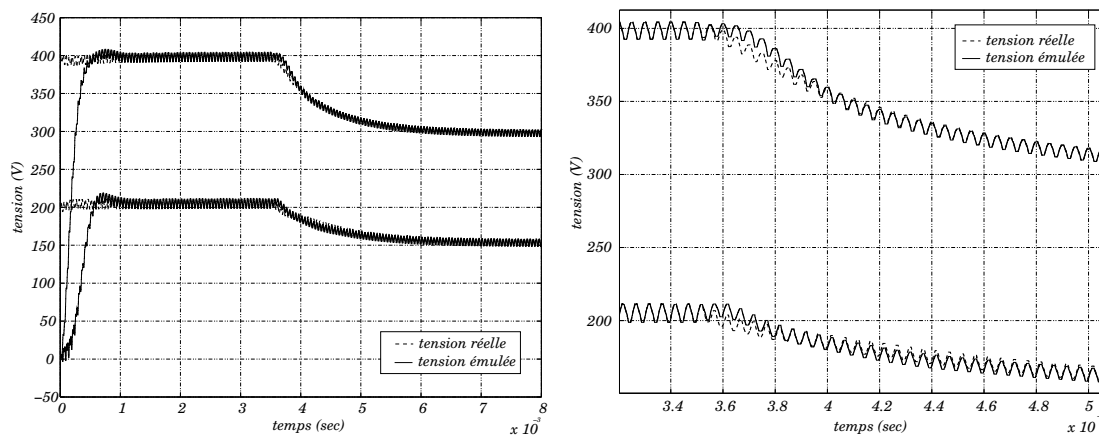 450
400
350
300
250
200
150
100
50
0
−50
tension (V)
0 1 2 3 4 5 6 7 8
temps (sec)
x 10⁻³
tension réelle
tension émulée
400
350
300
250
200
tension (V)
3.4 3.6 3.8 4 4.2 4.4 4.6 4.8 5
temps (sec)
x 10
tension réelle
tension émulée